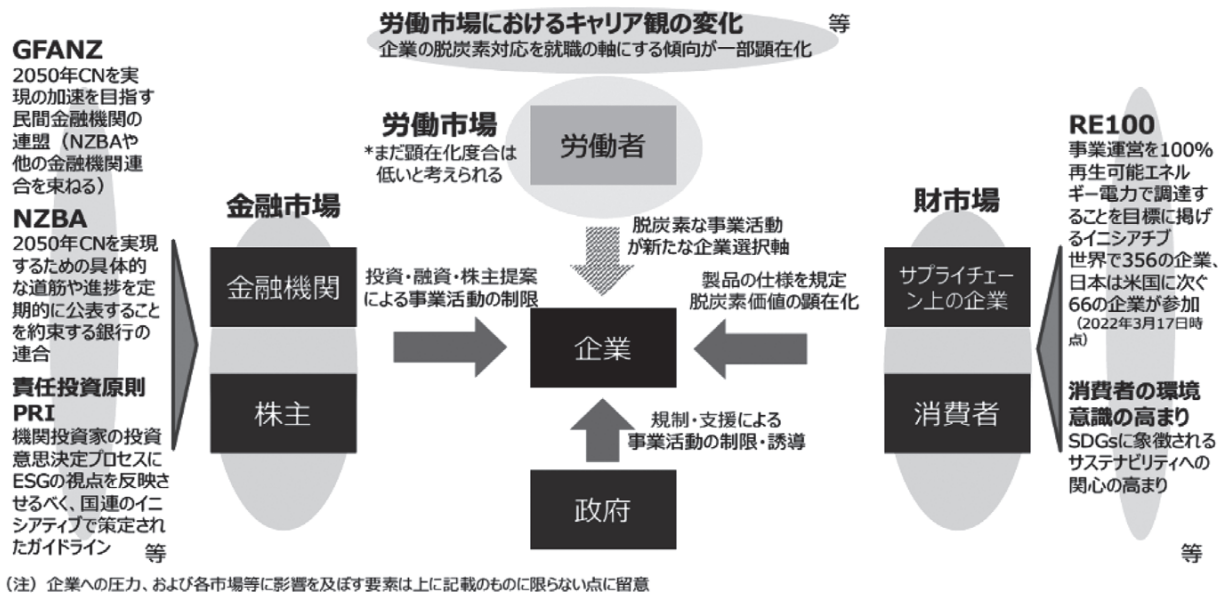 労働市場におけるキャリア観の変化
企業の脱炭素対応を就職の軸にする傾向が一部顕在化
等
GFANZ
2050年CNを実
現の加速を目指す
民間金融機関の
連盟（NZBAや
他の金融機関連
合を束ねる）
NZBA
2050年CNを実現
するための具体的
な道筋や進捗を定
期的に公表すること
を約束する銀行の
連合
責任投資原則
PRI
機関投資家の投資
意思決定プロセスに
ESGの視点を反映さ
せるべく、国連のイニ
シアティブで策定され
たガイドライン
等
金融市場
金融機関
株主
投資・融資・株主提案
による事業活動の制限
労働市場
*まだ顕在化度合は
低いと考えられる
労働者
脱炭素な事業活動
が新たな企業選択軸
企業
規制・支援による
事業活動の制限・誘導
政府
製品の仕様を規定
脱炭素価値の顕在化
財市場
サプライチェー
ン上の企業
消費者
RE100
事業運営を100%
再生可能エネル
ギー電力で調達す
ることを目標に掲げ
るイニシアチブ
世界で356の企業、
日本は米国に次ぐ
66の企業が参加
（2022年3月17日時
点）
消費者の環境
意識の高まり
SDGsに象徴される
サステナビリティへの
関心の高まり
等
（注）企業への圧力、および各市場等に影響を及ぼす要素は上に記載のものに限らない点に留意